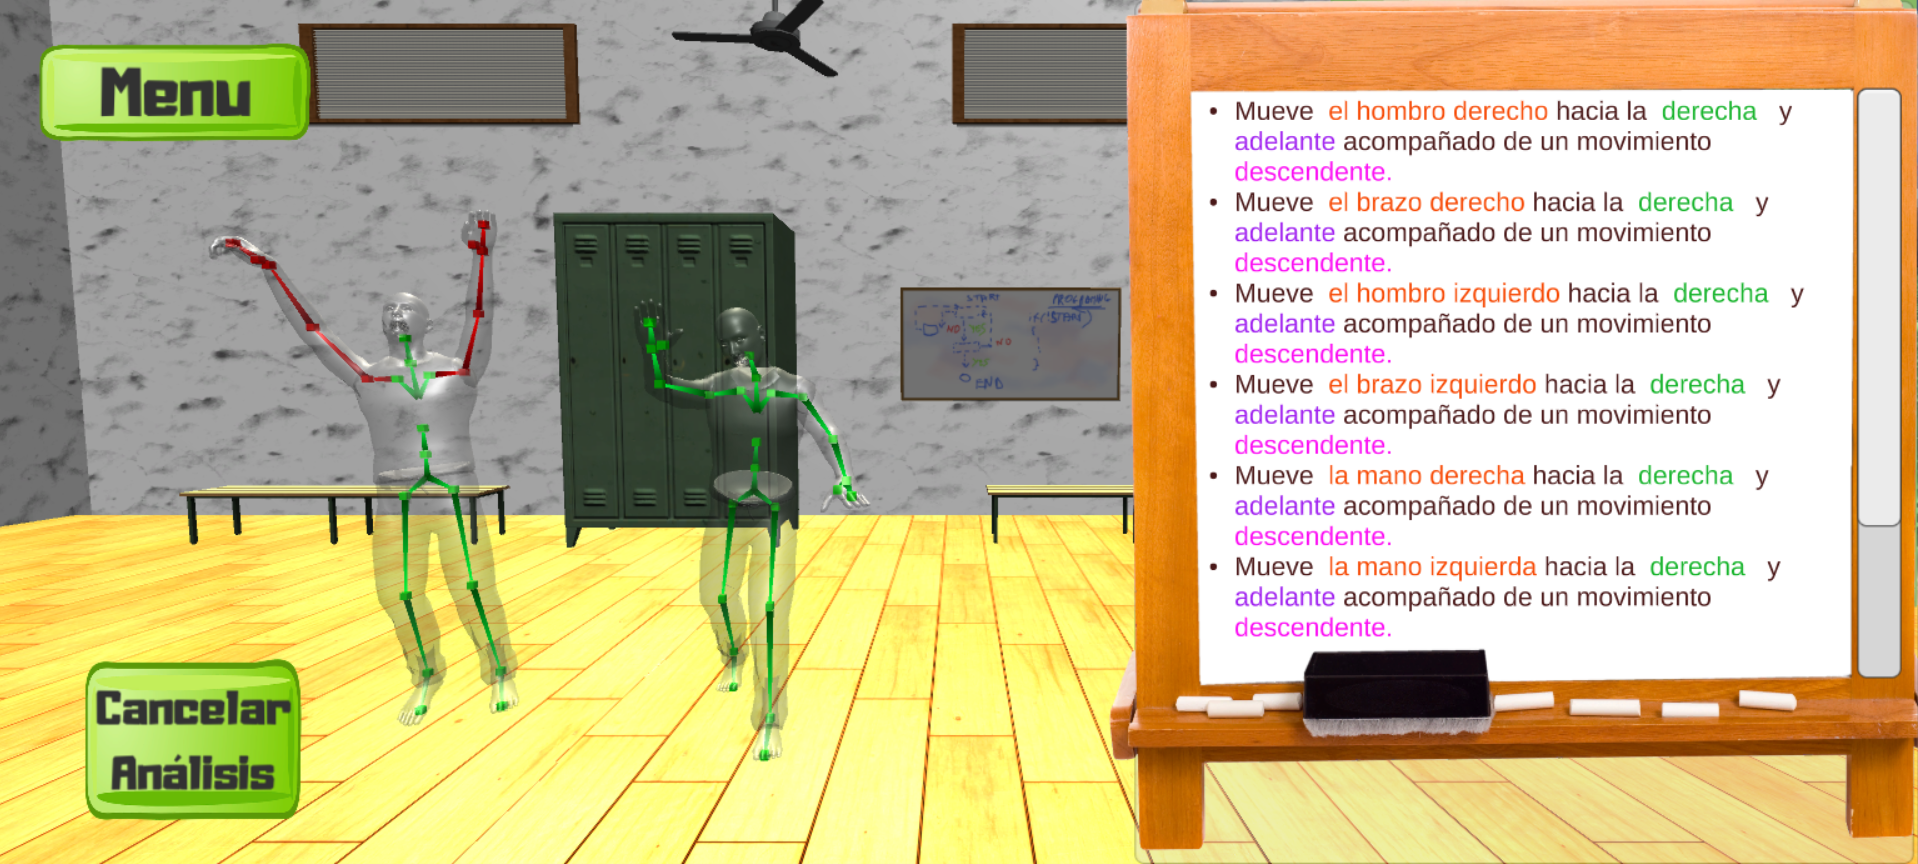 Menu
• Mueve el hombro derecho hacia la derecha y
adelante acompañado de un movimiento
descendente.
• Mueve el brazo derecho hacia la derecha y
adelante acompañado de un movimiento
descendente.
• Mueve el hombro izquierdo hacia la derecha y
adelante acompañado de un movimiento
descendente.
• Mueve el brazo izquierdo hacia la derecha y
adelante acompañado de un movimiento
descendente.
• Mueve la mano derecha hacia la derecha y
adelante acompañado de un movimiento
descendente.
• Mueve la mano izquierda hacia la derecha y
adelante acompañado de un movimiento
descendente.
START
NO
YES
NO
YES
END
Cancelar
Análisis